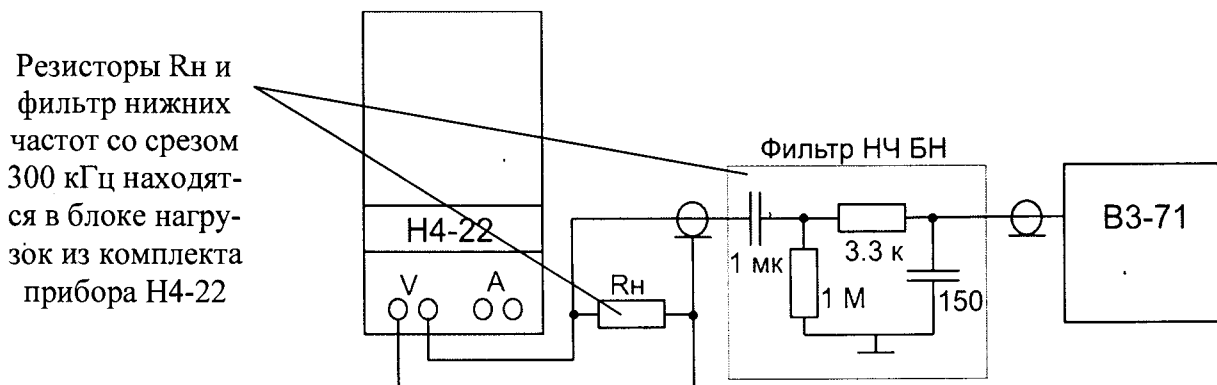 Резисторы Rн и
фильтр нижних
частот со срезом
300 кГц находят-
ся в блоке нагру-
зок из комплекта
прибора Н4-22
Н4-22
V A
Rн
Фильтр НЧ БН
1 мк
3.3 к
1 М
150
В3-71